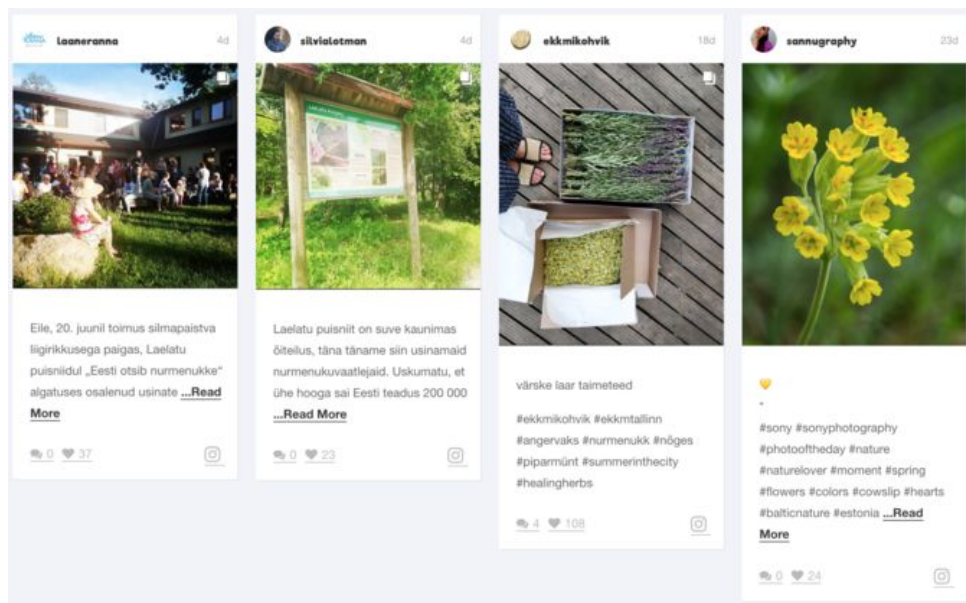 laaneranna 4d
Eile, 20. juunil toimus silmapaistva
liigirikkusega paigas, Laelatu
puisniidul „Eesti otsib nurmenukke“
algatuses osalenud usinate ...Read
More
0 37
silvialotman 4d
LAELATU PUISNIIT
Laelatu puisniit on suve kaunimas
õiteilus, täna täname siin usinamaid
nurmenukuvaatlejaid. Uskumatu, et
ühe hooga sai Eesti teadus 200 000
...Read More
0 23
ekkmikohvik 18d
värske laar taimeteed
#ekkmikohvik #ekkmtallinn
#angervaks #nurmenukk #nõges
#piparmünt #summerinthecity
#healingherbs
4 108
sannugraphy 23d
-
#sony #sonyphotography
#photooftheday #nature
#naturelover #moment #spring
#flowers #colors #cowslip #hearts
#balticnature #estonia ...Read
More
0 24